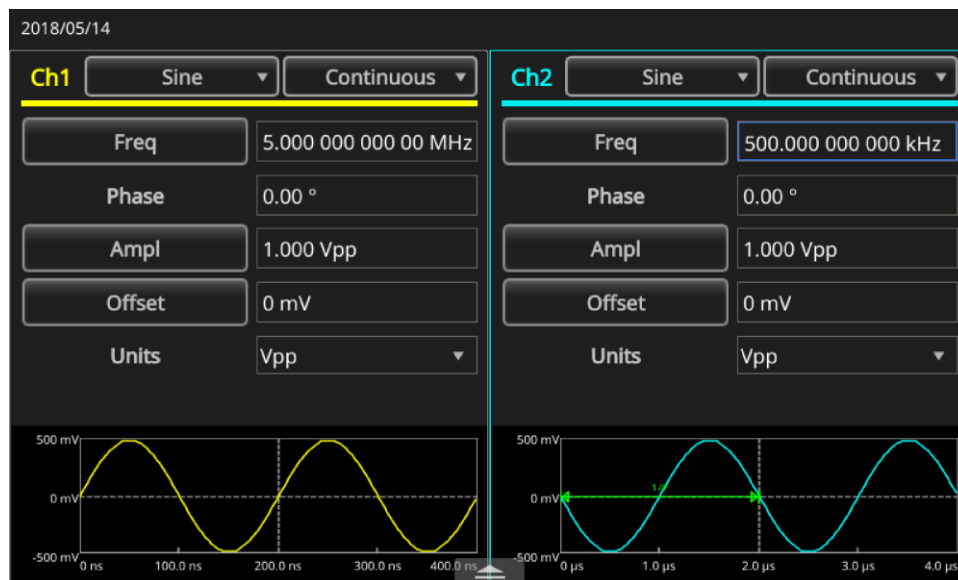 2018/05/14
Ch1 Sine Continuous
Freq 5.000 000 000 00 MHz
Phase 0.00 °
Ampl 1.000 Vpp
Offset 0 mV
Units Vpp
500 mV
0 mV
-500 mV
0 ns 100.0 ns 200.0 ns 300.0 ns 400.0 ns
Ch2 Sine Continuous
Freq 500.000 000 000 kHz
Phase 0.00 °
Ampl 1.000 Vpp
Offset 0 mV
Units Vpp
500 mV
0 mV
-500 mV
0 µs 1.0 µs 2.0 µs 3.0 µs 4.0 µs